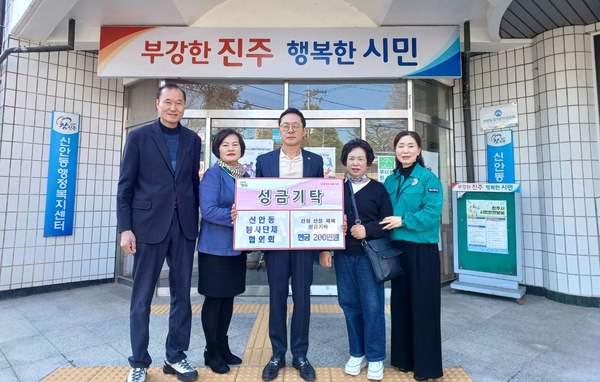 부강한 진주 행복한 시민
신안동행정복지센터
신안동
성금기탁
신안동
봉사단체
협의회
산청 산불 피해
성금기탁
현금 200만원
부강한 진주 행복한 시민